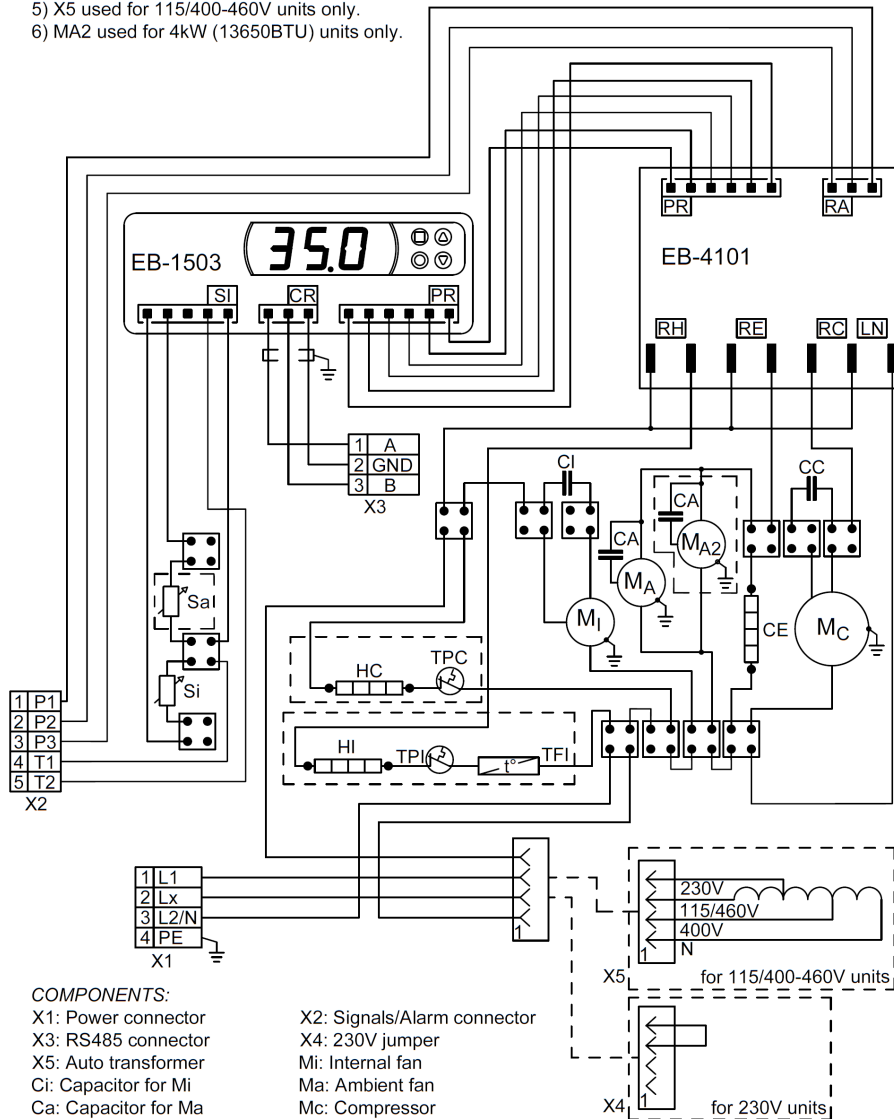 5) X5 used for 115/400-460V units only.
6) MA2 used for 4kW (13650BTU) units only.
PR
RA
EB-4101
EB-1503
35.0
SI
CR
PR
RH
RE
RC
LN
1 A
2 GND
3 B
X3
CI
CC
CA
CA
MA2
MA
MI
CE
MC
Sa
Si
HC
TPC
HI
TPI
t°
TFI
1 P1
2 P2
3 P3
4 T1
5 T2
X2
1 L1
2 Lx
3 L2/N
4 PE
X1
1
230V
115/460V
400V
N
1
X5
for 115/400-460V units
1
X4
for 230V units
COMPONENTS:
X1: Power connector
X2: Signals/Alarm connector
X3: RS485 connector
X4: 230V jumper
X5: Auto transformer
Mi: Internal fan
Ci: Capacitor for Mi
Ma: Ambient fan
Ca: Capacitor for Ma
Mc: Compressor